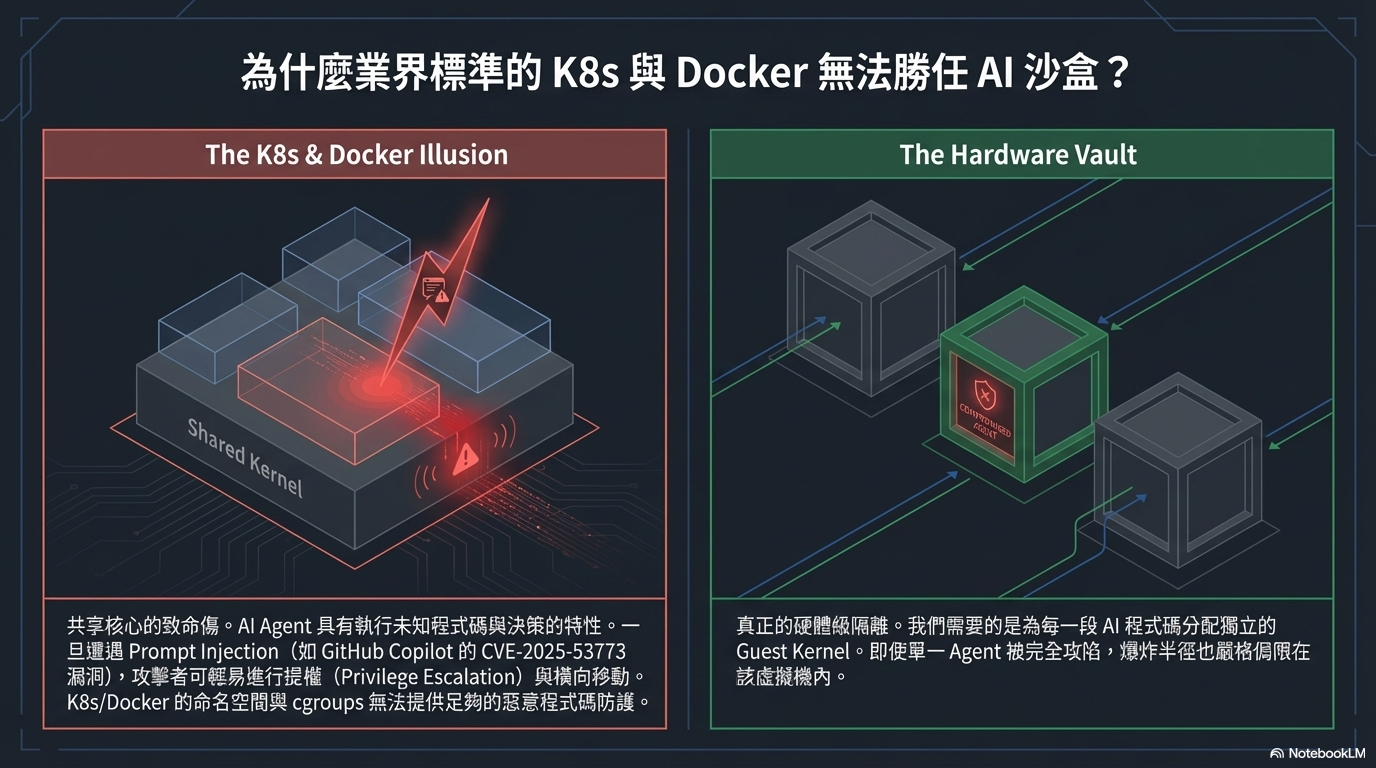 為什麼業界標準的 K8s 與 Docker 無法勝任 AI 沙盒？
The K8s & Docker Illusion
Shared Kernel
共享核心的致命傷。AI Agent 具有執行未知程式碼與決策的特性。一
旦遭遇 Prompt Injection（如 GitHub Copilot 的 CVE-2025-53773
漏洞），攻擊者可輕易進行提權（Privilege Escalation）與橫向移動。
K8s/Docker 的命名空間與 cgroups 無法提供足夠的惡意程式碼防護。
The Hardware Vault
COMPROMISED
AGENT
真正的硬體級隔離。我們需要的是為每一段 AI 程式碼分配獨立的
Guest Kernel。即使單一 Agent 被完全攻陷，爆炸半徑也嚴格侷限在
該虛擬機內。
NotebookLM